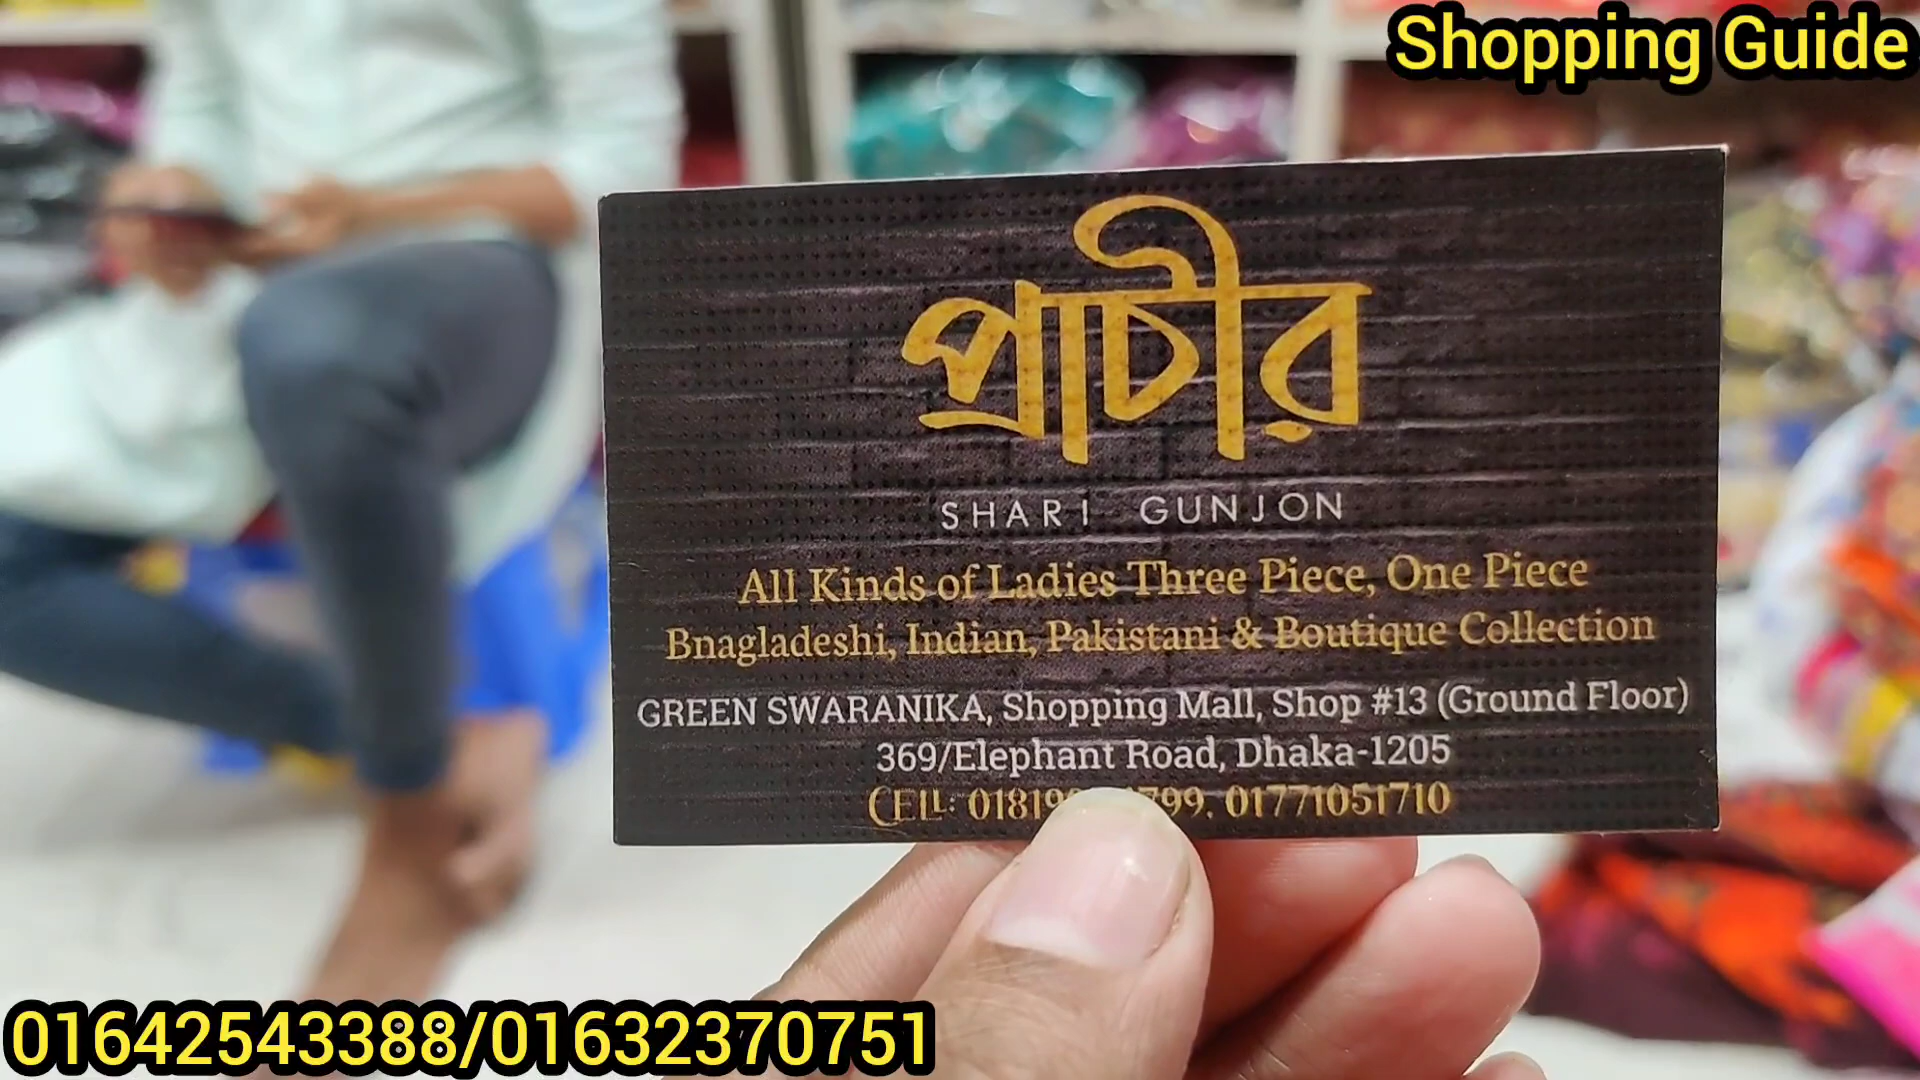 Shopping Guide
প্রাচীর
SHARI GUNJON
All Kinds of Ladies Three Piece, One Piece
Bnagladeshi, Indian, Pakistani & Boutique Collection
GREEN SWARANIKA, Shopping Mall, Shop #13 (Ground Floor)
369/Elephant Road, Dhaka-1205
CELL: 01771051710
01642543388/01632370751